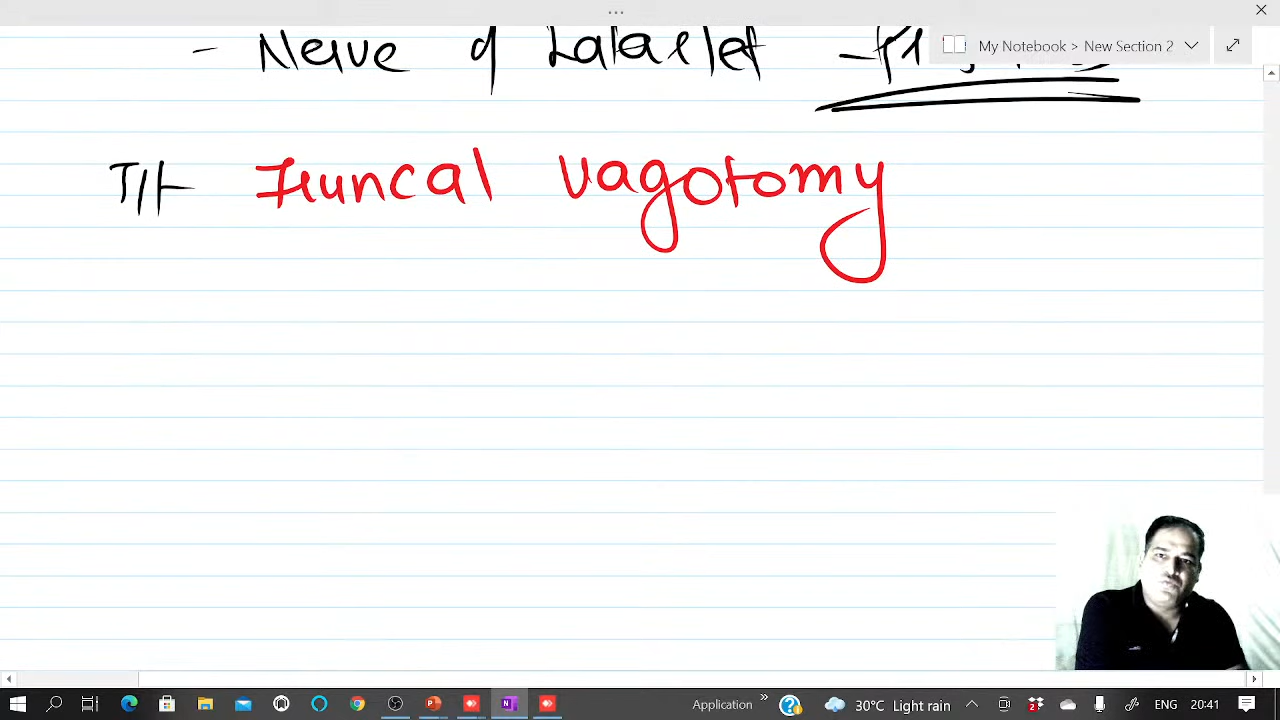 My Notebook > New Section 2
- Nerve of Latarjet -
T/t Truncal vagotomy
Application
30°C Light rain
ENG
20:41